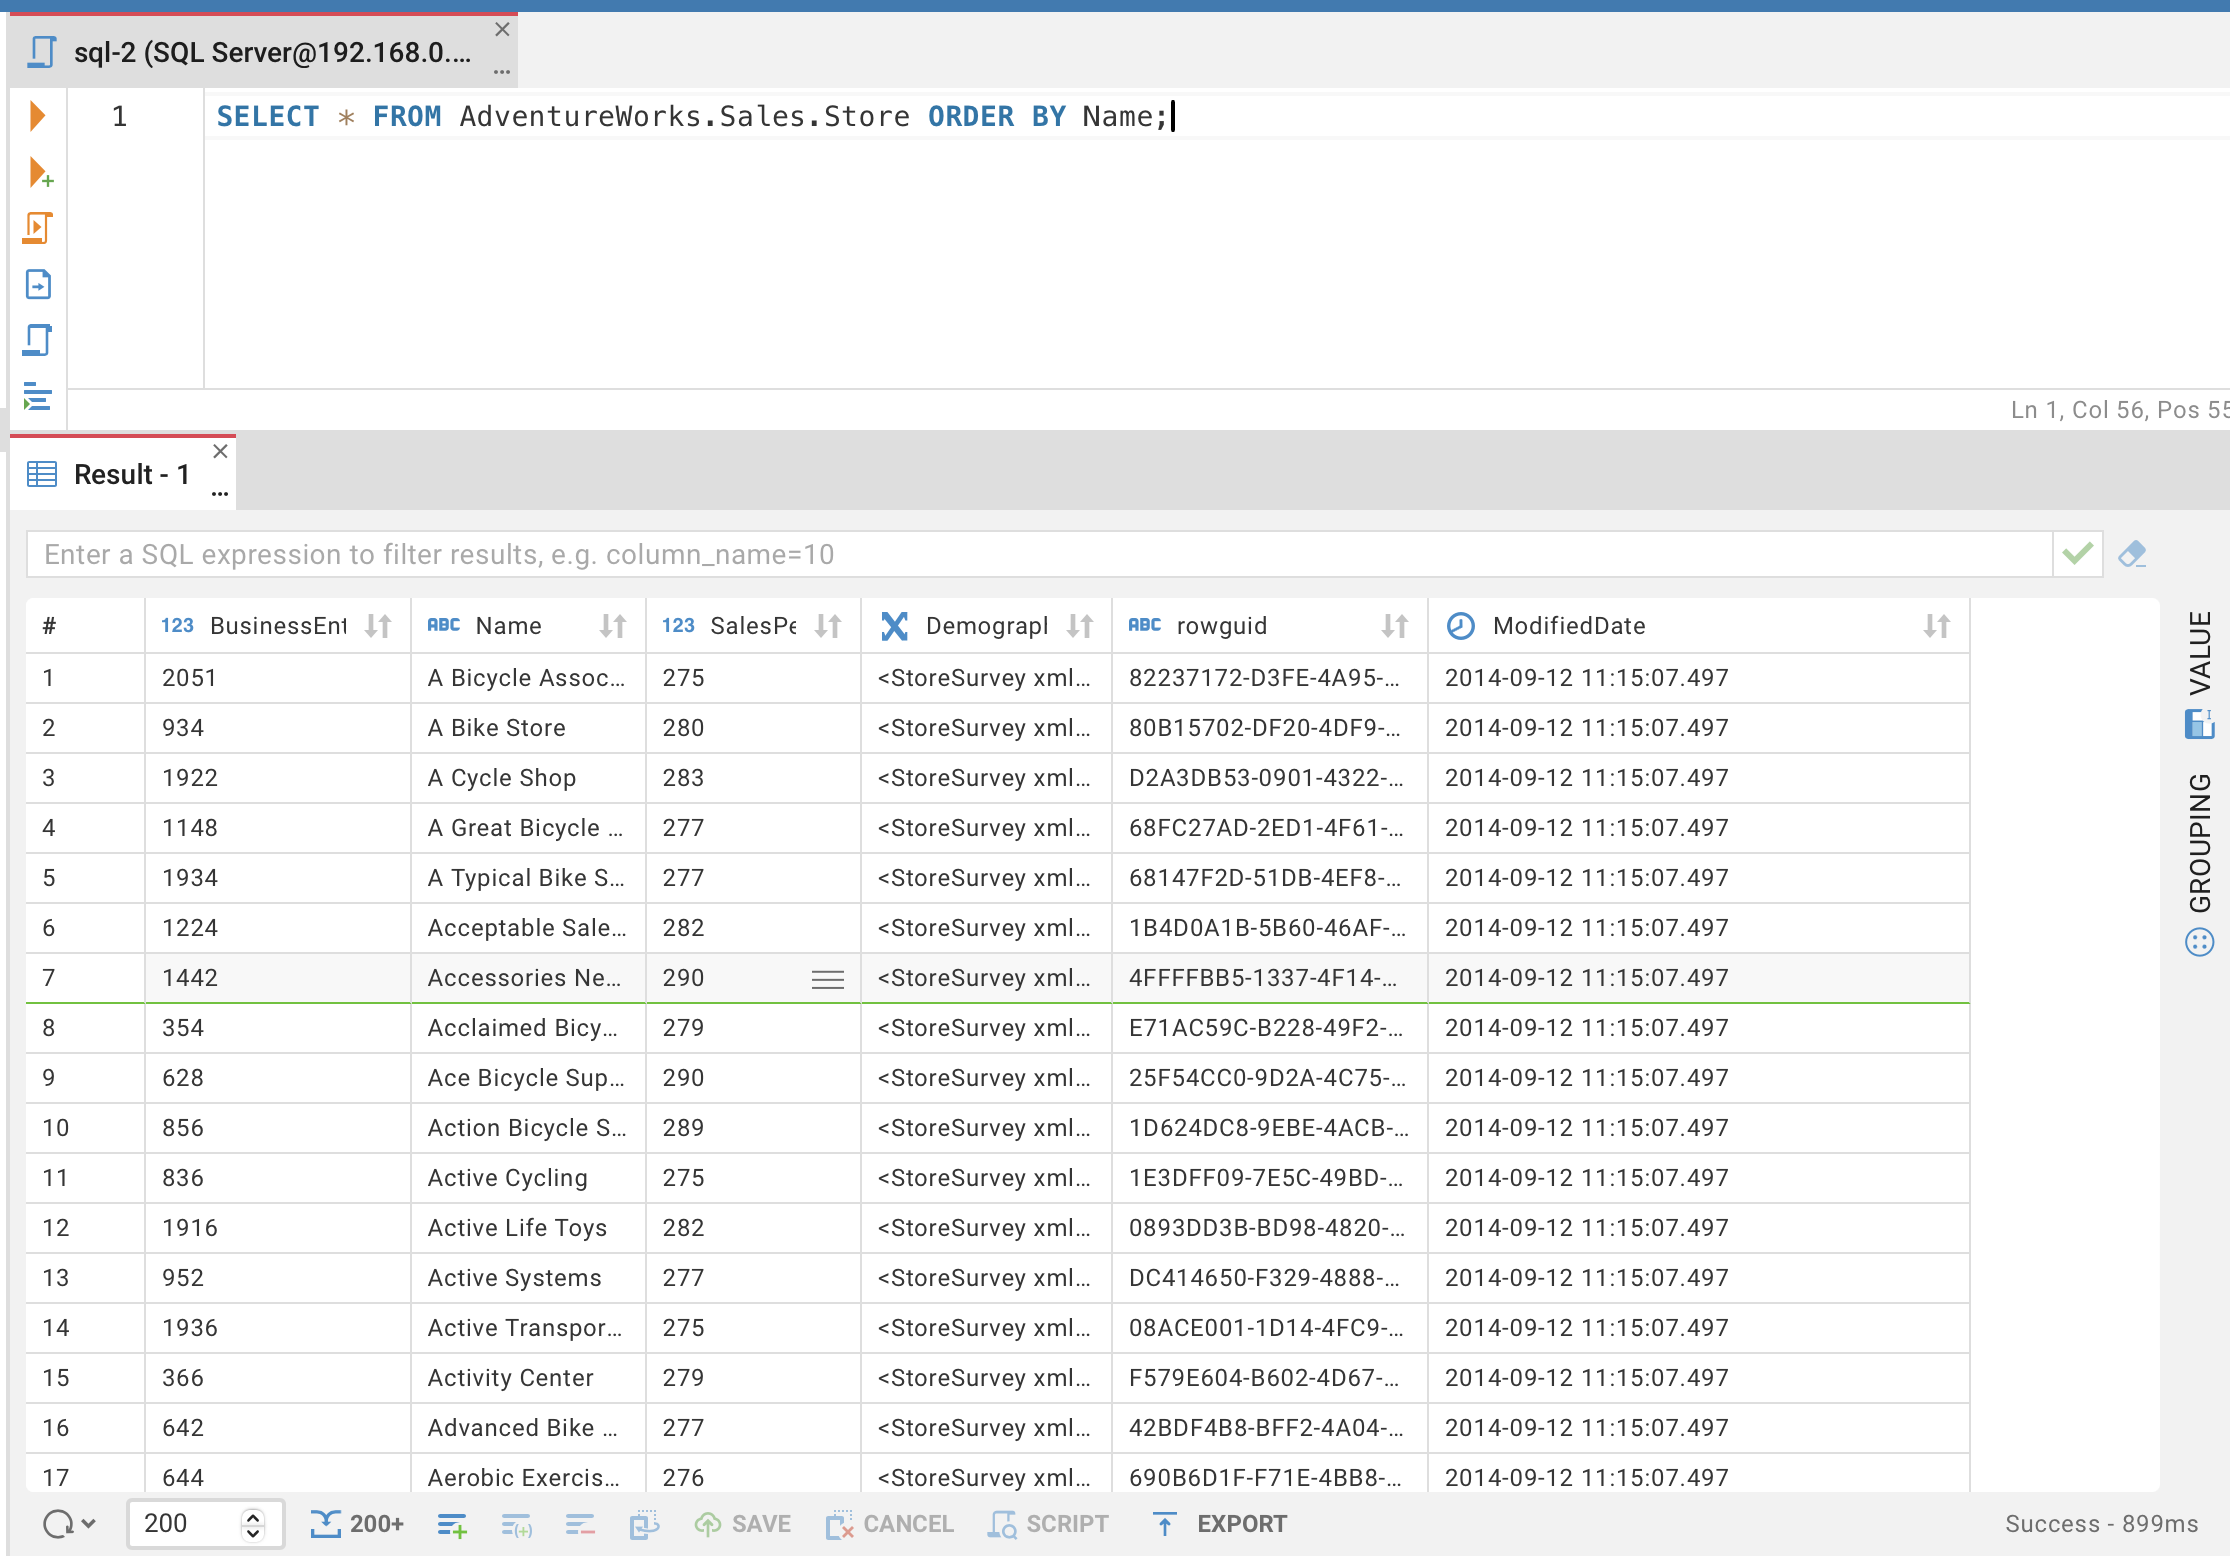 sql-2 (SQL Server@192.168.0....
1 SELECT * FROM AdventureWorks.Sales.Store ORDER BY Name;
Ln 1, Col 56, Pos 55
Result - 1
Enter a SQL expression to filter results, e.g. column_name=10
# 123 BusinessEnt ABC Name 123 SalesPe Demograpl ABC rowguid ModifiedDate
1 2051 A Bicycle Assoc... 275 <StoreSurvey xml... 82237172-D3FE-4A95-... 2014-09-12 11:15:07.497
2 934 A Bike Store 280 <StoreSurvey xml... 80B15702-DF20-4DF9-... 2014-09-12 11:15:07.497
3 1922 A Cycle Shop 283 <StoreSurvey xml... D2A3DB53-0901-4322-... 2014-09-12 11:15:07.497
4 1148 A Great Bicycle ... 277 <StoreSurvey xml... 68FC27AD-2ED1-4F61-... 2014-09-12 11:15:07.497
5 1934 A Typical Bike S... 277 <StoreSurvey xml... 68147F2D-51DB-4EF8-... 2014-09-12 11:15:07.497
6 1224 Acceptable Sale... 282 <StoreSurvey xml... 1B4D0A1B-5B60-46AF-... 2014-09-12 11:15:07.497
7 1442 Accessories Ne... 290 <StoreSurvey xml... 4FFFFBB5-1337-4F14-... 2014-09-12 11:15:07.497
8 354 Acclaimed Bicy... 279 <StoreSurvey xml... E71AC59C-B228-49F2-... 2014-09-12 11:15:07.497
9 628 Ace Bicycle Sup... 290 <StoreSurvey xml... 25F54CC0-9D2A-4C75-... 2014-09-12 11:15:07.497
10 856 Action Bicycle S... 289 <StoreSurvey xml... 1D624DC8-9EBE-4ACB-... 2014-09-12 11:15:07.497
11 836 Active Cycling 275 <StoreSurvey xml... 1E3DFF09-7E5C-49BD-... 2014-09-12 11:15:07.497
12 1916 Active Life Toys 282 <StoreSurvey xml... 0893DD3B-BD98-4820-... 2014-09-12 11:15:07.497
13 952 Active Systems 277 <StoreSurvey xml... DC414650-F329-4888-... 2014-09-12 11:15:07.497
14 1936 Active Transpor... 275 <StoreSurvey xml... 08ACE001-1D14-4FC9-... 2014-09-12 11:15:07.497
15 366 Activity Center 279 <StoreSurvey xml... F579E604-B602-4D67-... 2014-09-12 11:15:07.497
16 642 Advanced Bike ... 277 <StoreSurvey xml... 42BDF4B8-BFF2-4A04-... 2014-09-12 11:15:07.497
17 644 Aerobic Exercis... 276 <StoreSurvey xml... 690B6D1F-F71E-4BB8-... 2014-09-12 11:15:07.497
VALUE
GROUPING
200 200+ SAVE CANCEL SCRIPT EXPORT Success - 899ms